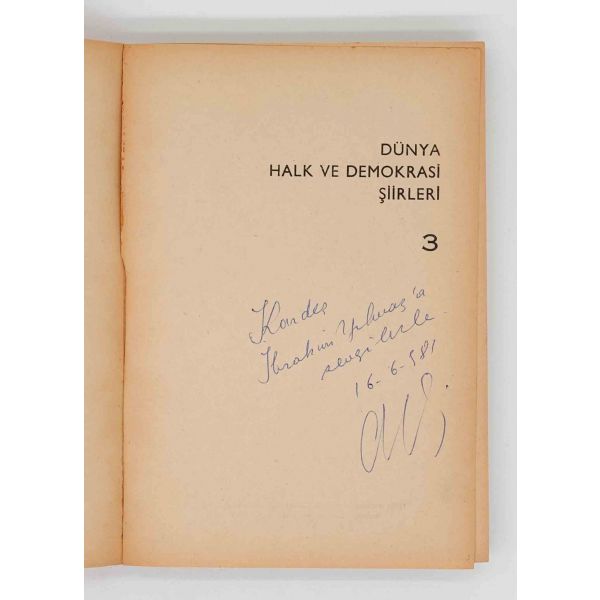 DÜNYA
HALK VE DEMOKRASİ
ŞİİRLERİ
3
Kardeş
İbrahim Yılmaz'a
sevgilerle
16-6-981